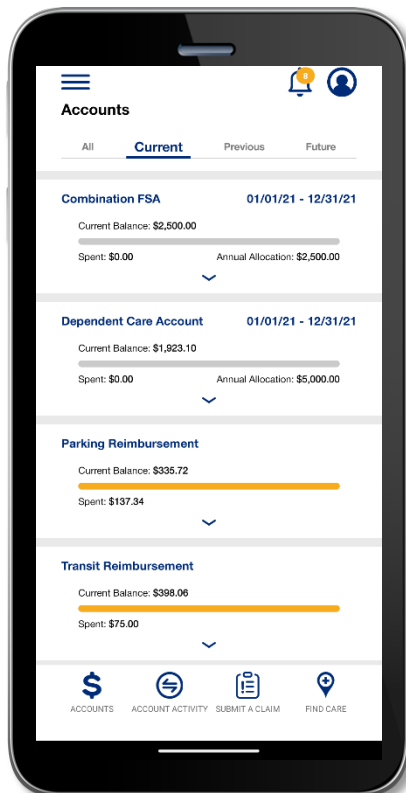 8
Accounts
All Current Previous Future
Combination FSA 01/01/21 - 12/31/21
Current Balance: $2,500.00
Spent: $0.00 Annual Allocation: $2,500.00
Dependent Care Account 01/01/21 - 12/31/21
Current Balance: $1,923.10
Spent: $0.00 Annual Allocation: $5,000.00
Parking Reimbursement
Current Balance: $335.72
Spent: $137.34
Transit Reimbursement
Current Balance: $398.06
Spent: $75.00
$
ACCOUNTS ACCOUNT ACTIVITY SUBMIT A CLAIM FIND CARE